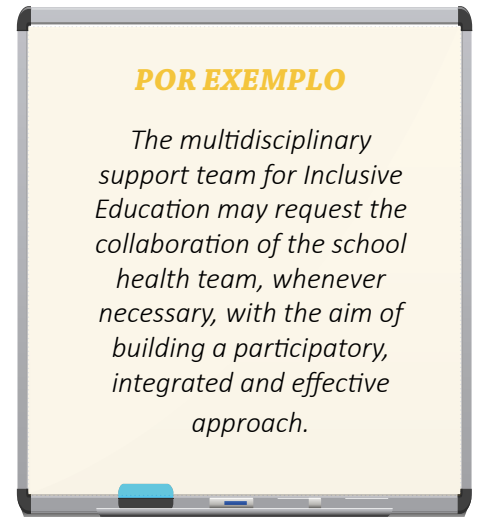 POR EXEMPLO
The multidisciplinary
support team for Inclusive
Education may request the
collaboration of the school
health team, whenever
necessary, with the aim of
building a participatory,
integrated and effective
approach.